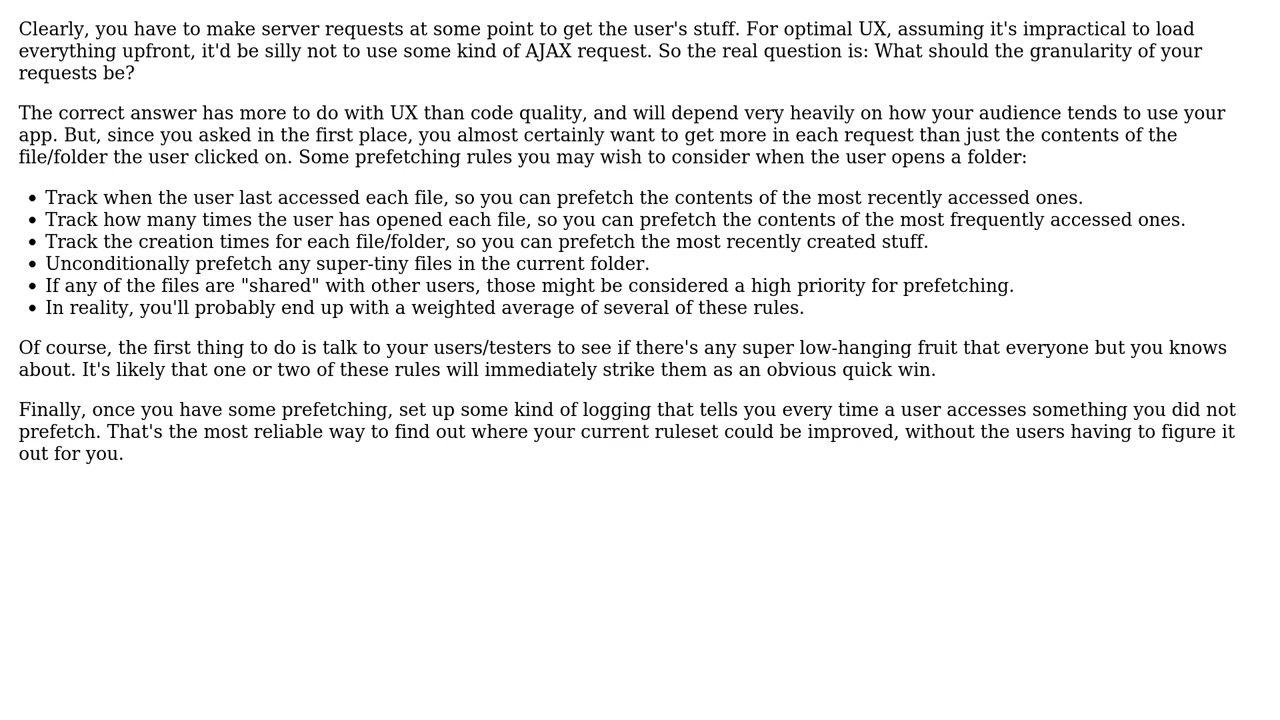 Clearly, you have to make server requests at some point to get the user's stuff. For optimal UX, assuming it's impractical to load
everything upfront, it'd be silly not to use some kind of AJAX request. So the real question is: What should the granularity of your
requests be?
The correct answer has more to do with UX than code quality, and will depend very heavily on how your audience tends to use your
app. But, since you asked in the first place, you almost certainly want to get more in each request than just the contents of the
file/folder the user clicked on. Some prefetching rules you may wish to consider when the user opens a folder:
• Track when the user last accessed each file, so you can prefetch the contents of the most recently accessed ones.
• Track how many times the user has opened each file, so you can prefetch the contents of the most frequently accessed ones.
• Track the creation times for each file/folder, so you can prefetch the most recently created stuff.
• Unconditionally prefetch any super-tiny files in the current folder.
• If any of the files are "shared" with other users, those might be considered a high priority for prefetching.
• In reality, you'll probably end up with a weighted average of several of these rules.
Of course, the first thing to do is talk to your users/testers to see if there's any super low-hanging fruit that everyone but you knows
about. It's likely that one or two of these rules will immediately strike them as an obvious quick win.
Finally, once you have some prefetching, set up some kind of logging that tells you every time a user accesses something you did not
prefetch. That's the most reliable way to find out where your current ruleset could be improved, without the users having to figure it
out for you.